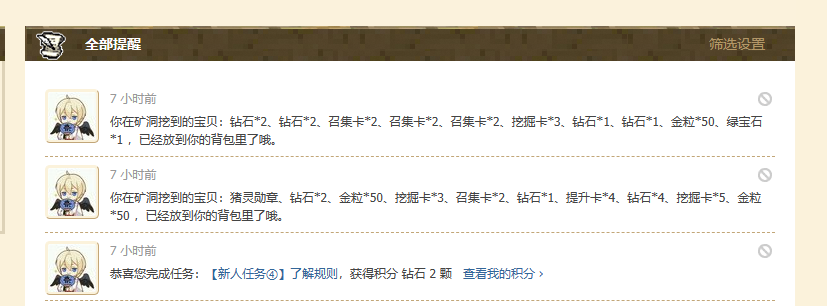 全部提醒 筛选设置
7 小时前
你在矿洞挖到的宝贝：钻石*2、钻石*2、召集卡*2、召集卡*2、召集卡*2、挖掘卡*3、钻石*1、钻石*1、金粒*50、绿宝石
*1 ，已经放到你的背包里了哦。
7 小时前
你在矿洞挖到的宝贝：猪灵勋章、钻石*2、金粒*50、挖掘卡*3、召集卡*2、钻石*1、提升卡*4、钻石*4、挖掘卡*5、金粒
*50 ，已经放到你的背包里了哦。
7 小时前
恭喜您完成任务：【新人任务④】了解规则，获得积分 钻石 2 颗 查看我的积分 ›